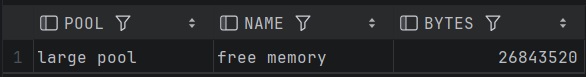 POOL NAME BYTES
1 large pool free memory 26843520